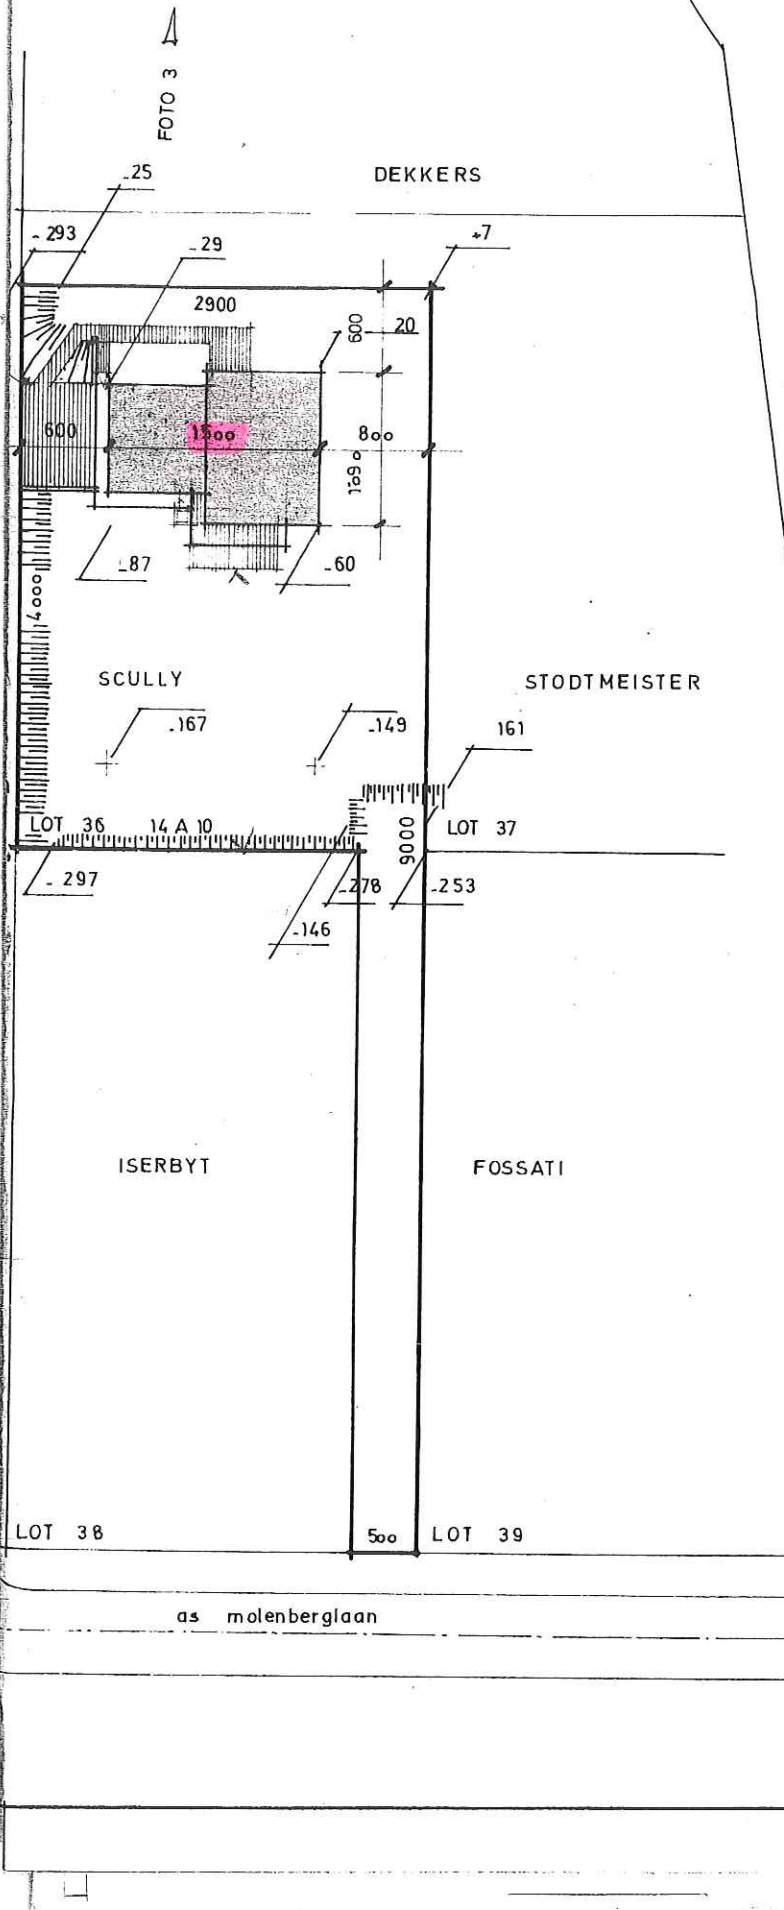 FOTO 3
DEKKERS
-25
- 293
-29
+7
2900
600
20
600
1500
800
1090
-87
-60
4000
SCULLY
STODTMEISTER
-167
-149
161
LOT 36 14 A 10
9000
LOT 37
- 297
-278
-253
-146
ISERBYT
FOSSATI
LOT 38
500
LOT 39
as molenberglaan